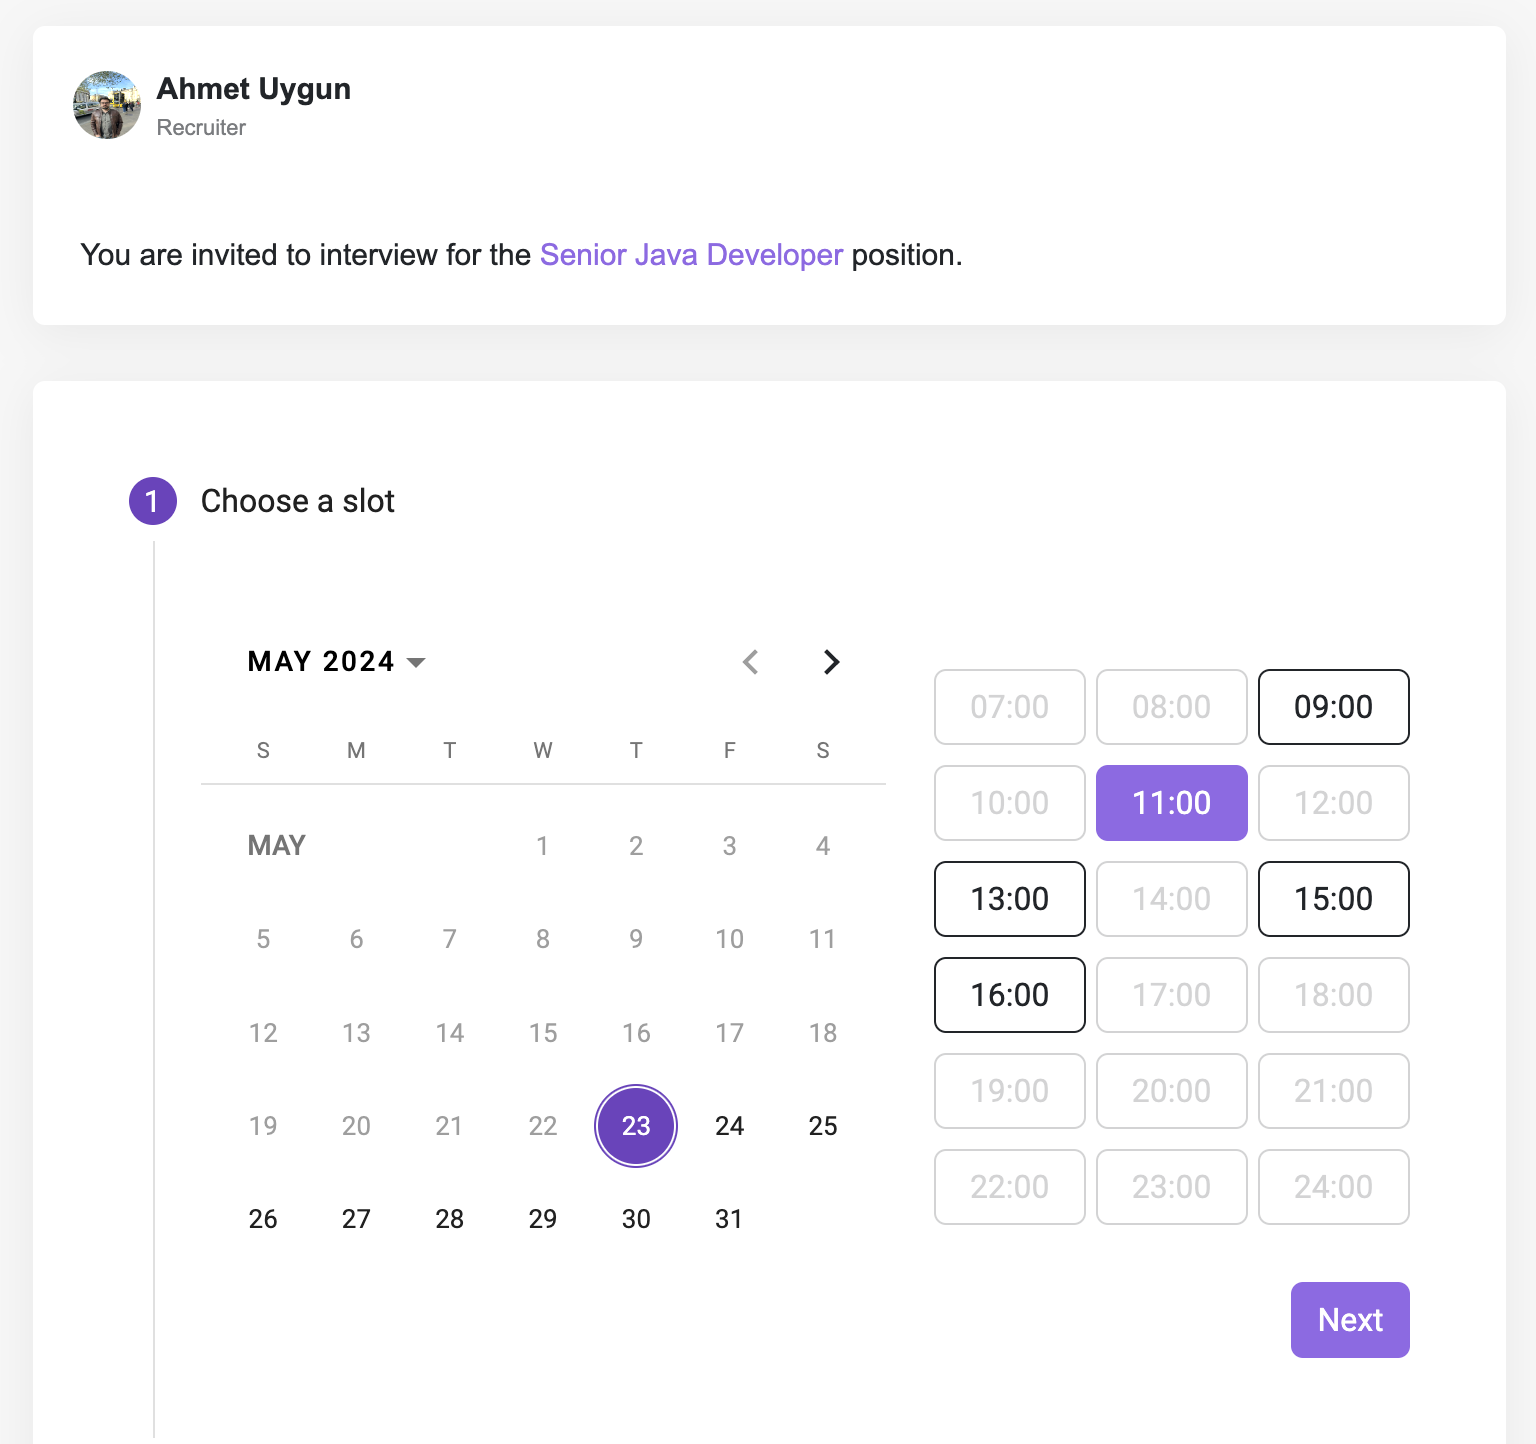 Ahmet Uygun
Recruiter
You are invited to interview for the Senior Java Developer position.
1 Choose a slot
MAY 2024
S M T W T F S
MAY 1 2 3 4
5 6 7 8 9 10 11
12 13 14 15 16 17 18
19 20 21 22 23 24 25
26 27 28 29 30 31
07:00 08:00 09:00
10:00 11:00 12:00
13:00 14:00 15:00
16:00 17:00 18:00
19:00 20:00 21:00
22:00 23:00 24:00
Next